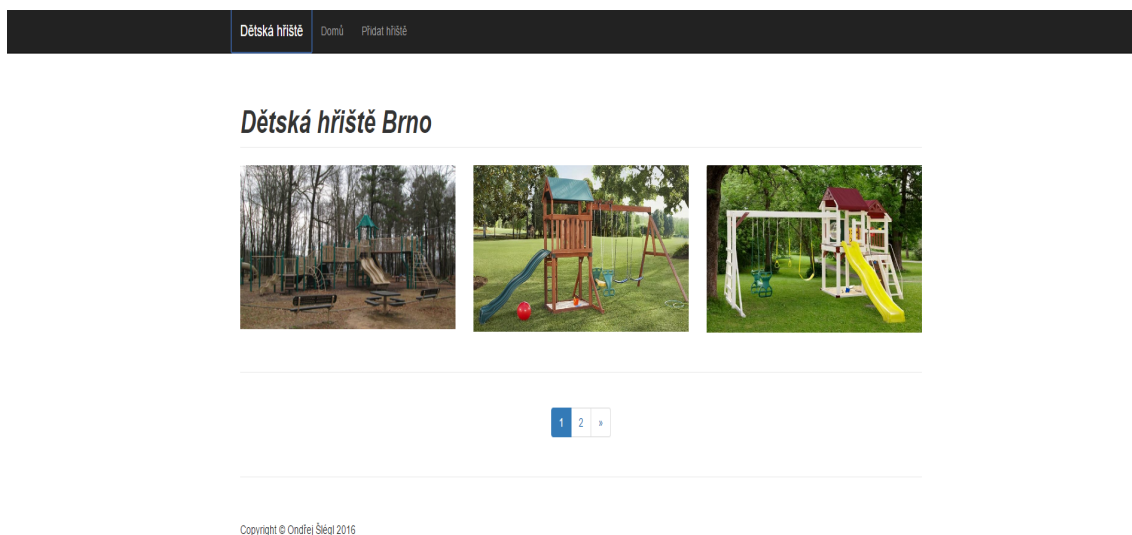 Dětská hřiště Domů Přidat hřiště
Dětská hřiště Brno
1 2 »
Copyright © Ondřej Šlégl 2016